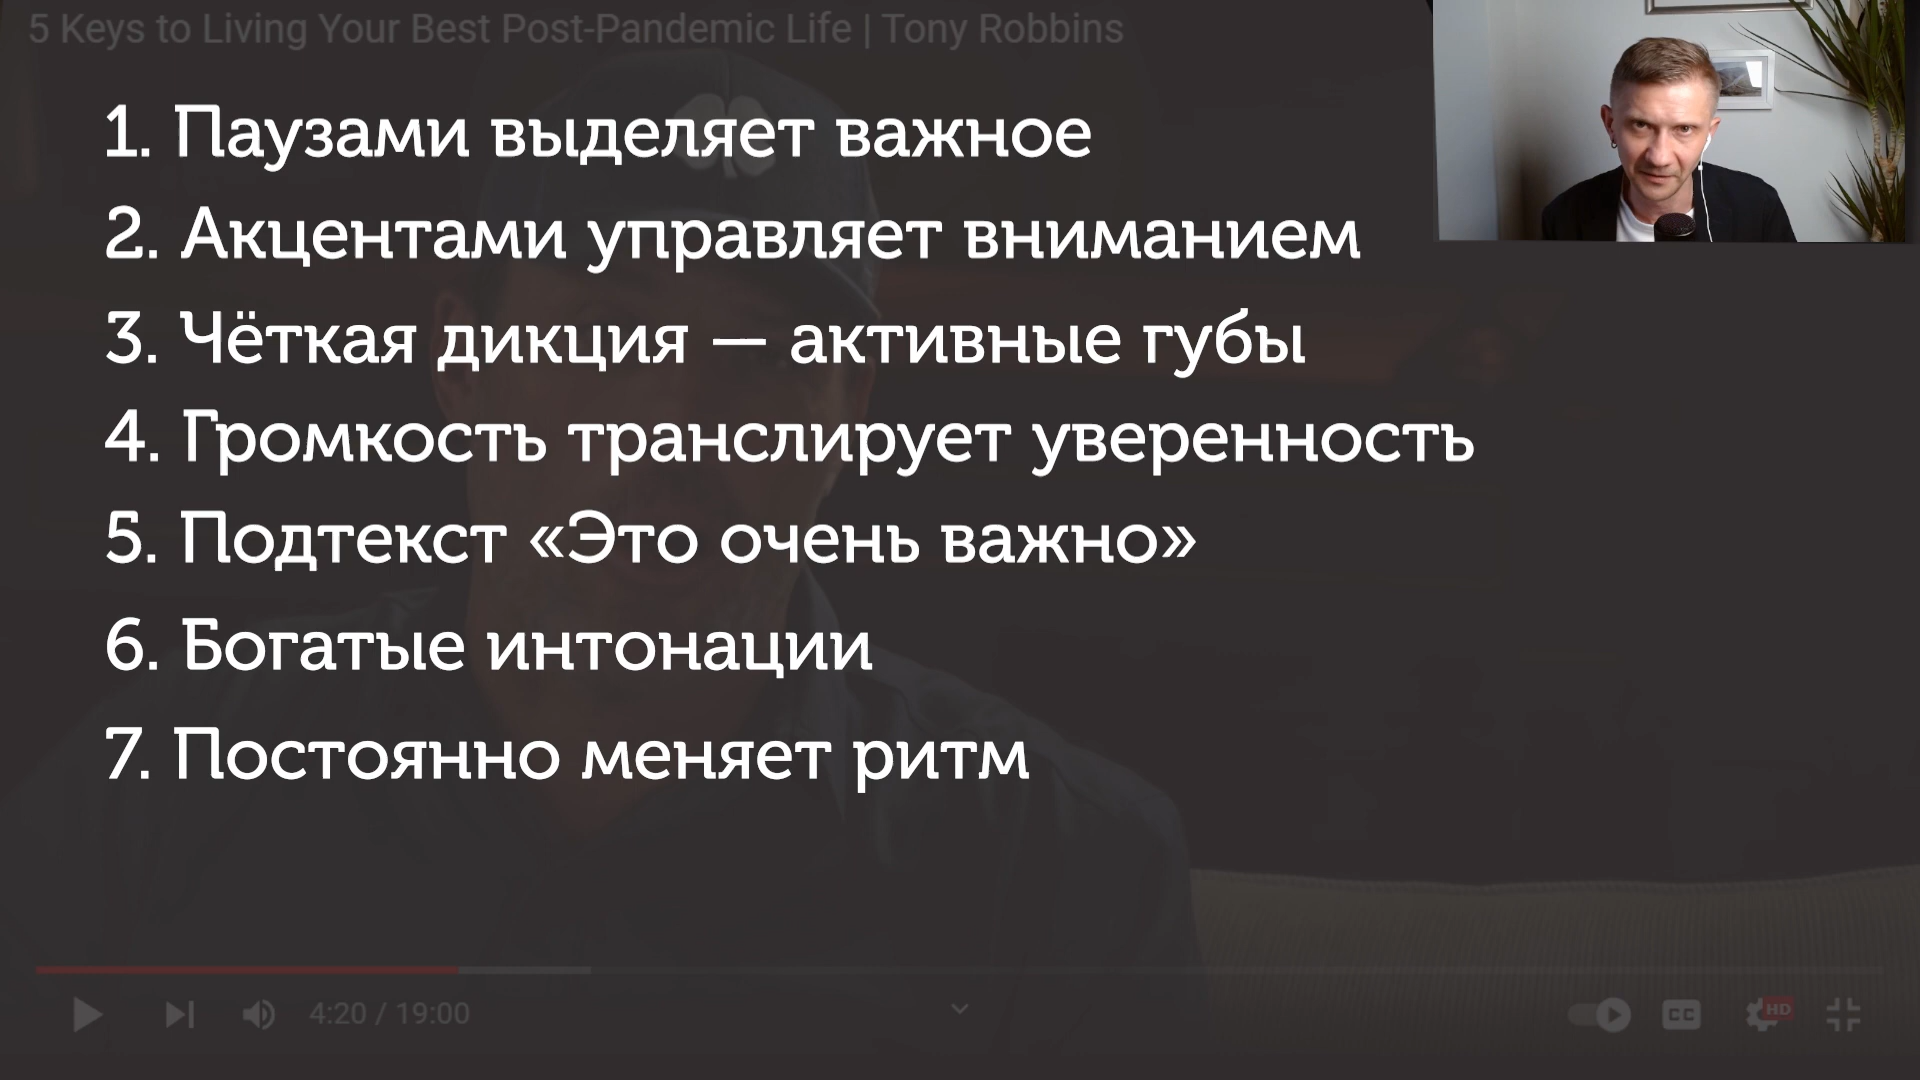 5 Keys to Living Your Best Post-Pandemic Life | Tony Robbins
1. Паузами выделяет важное
2. Акцентами управляет вниманием
3. Чёткая дикция — активные губы
4. Громкость транслирует уверенность
5. Подтекст «Это очень важно»
6. Богатые интонации
7. Постоянно меняет ритм
4:20 / 19:00
CC
HD